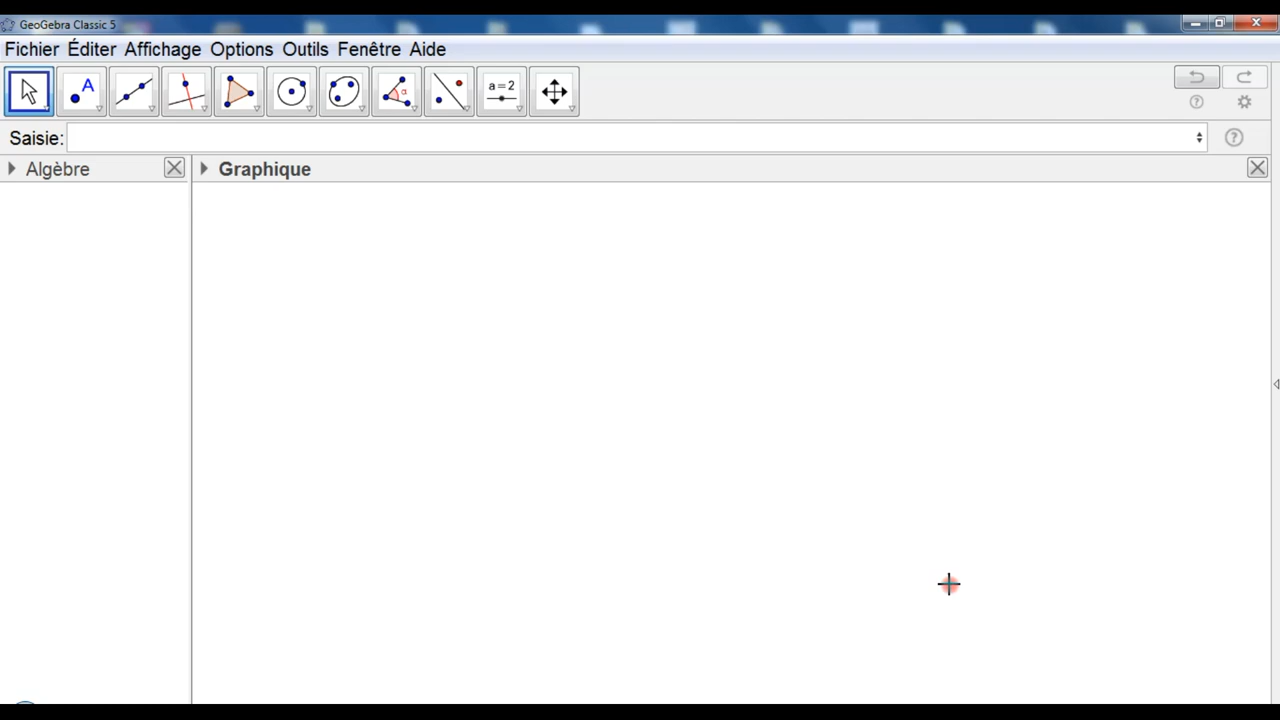 GeoGebra Classic 5
Fichier Éditer Affichage Options Outils Fenêtre Aide
A α a = 2
Saisie:
Algèbre Graphique